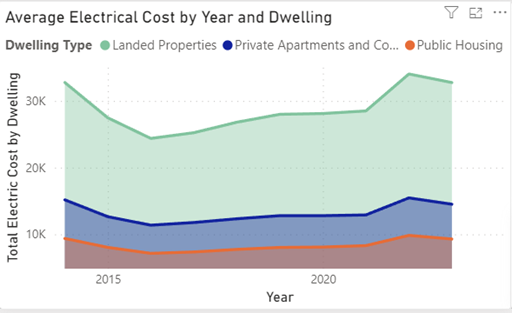 Average Electrical Cost by Year and Dwelling
Dwelling Type Landed Properties Private Apartments and Co... Public Housing
Total Electric Cost by Dwelling
30K
20K
10K
2015 2020
Year